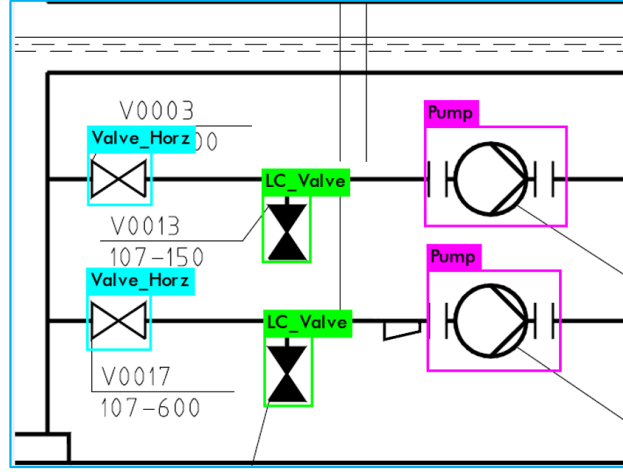 V0003
Pump
Valve_Horz
00
LC_Valve
V0013
107-150
Pump
Valve_Horz
LC_Valve
V0017
107-600